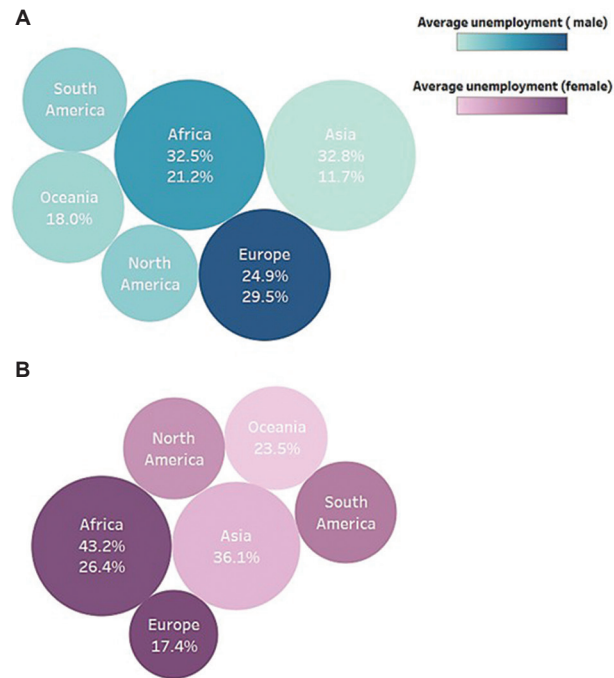 A
Average unemployment ( male)
Average unemployment (female)
South
America
Africa
32.5%
21.2%
Asia
32.8%
11.7%
Oceania
18.0%
North
America
Europe
24.9%
29.5%
B
North
America
Oceania
23.5%
South
America
Africa
43.2%
26.4%
Asia
36.1%
Europe
17.4%